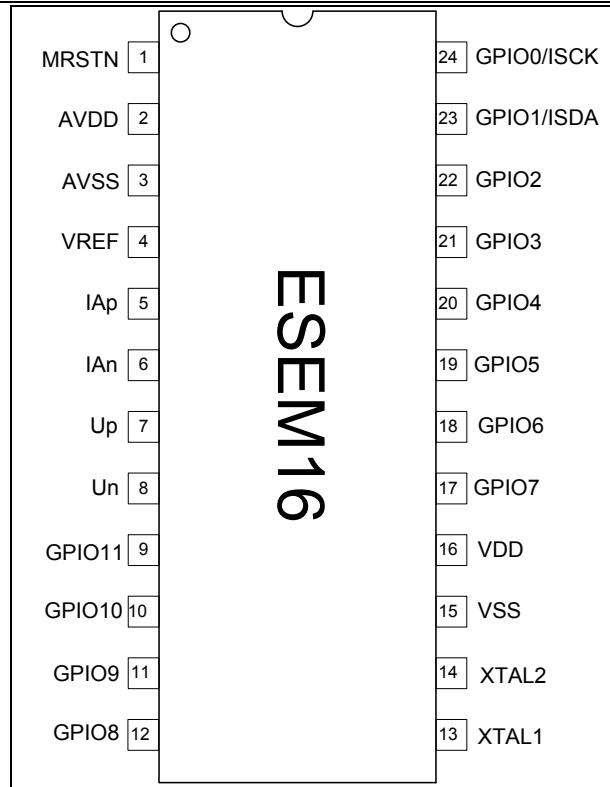 MRSTN 1 24 GPIO0/ISCK
AVDD 2 23 GPIO1/ISDA
AVSS 3 22 GPIO2
VREF 4 21 GPIO3
IAp 5 20 GPIO4
IAn 6 19 GPIO5
Up 7 18 GPIO6
Un 8 17 GPIO7
GPIO11 9 16 VDD
GPIO10 10 15 VSS
GPIO9 11 14 XTAL2
GPIO8 12 13 XTAL1
ESEM16